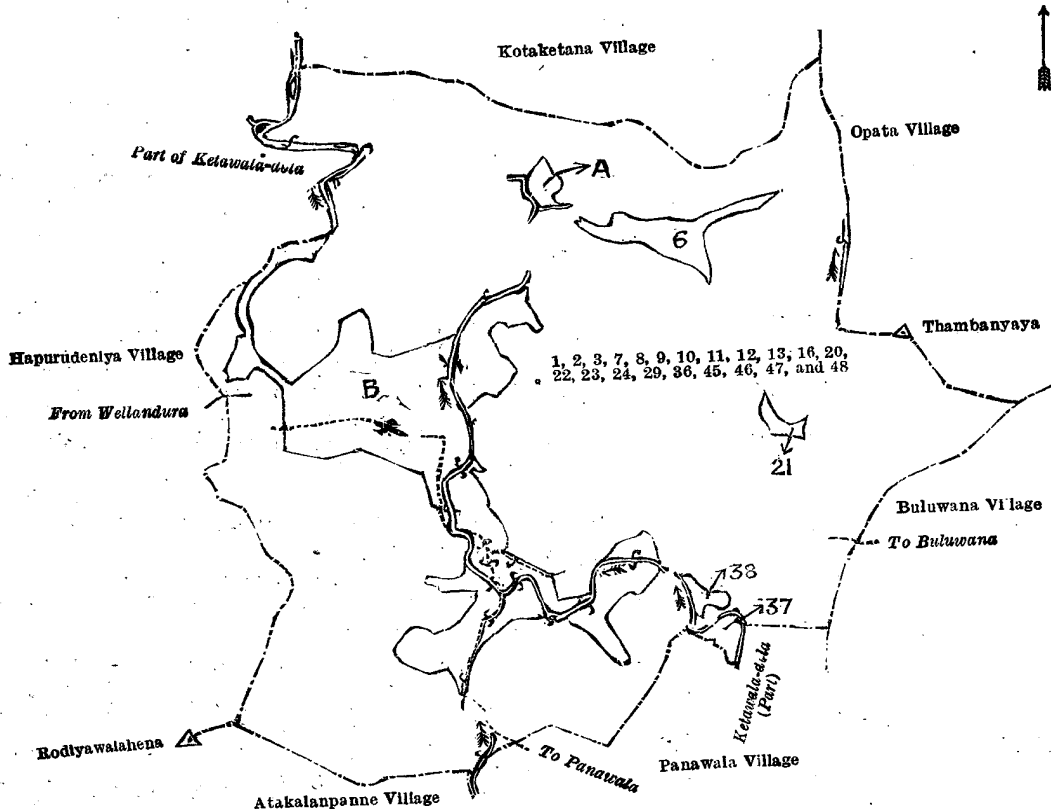 Kotaketana Village
Opata Village
Part of Ketawala-dola
A
6
Thambanyaya
Hapurudeniya Village
1, 2, 3, 7, 8, 9, 10, 11, 12, 13, 16, 20,
22, 23, 24, 29, 36, 45, 46, 47, and 48
B
From Wellandura
21
Buluwana Village
To Buluwana
38
37
Ketawala-dola
(Part)
Rodiyawalahena
To Panawala
Panawala Village
Atakalanpanne Village